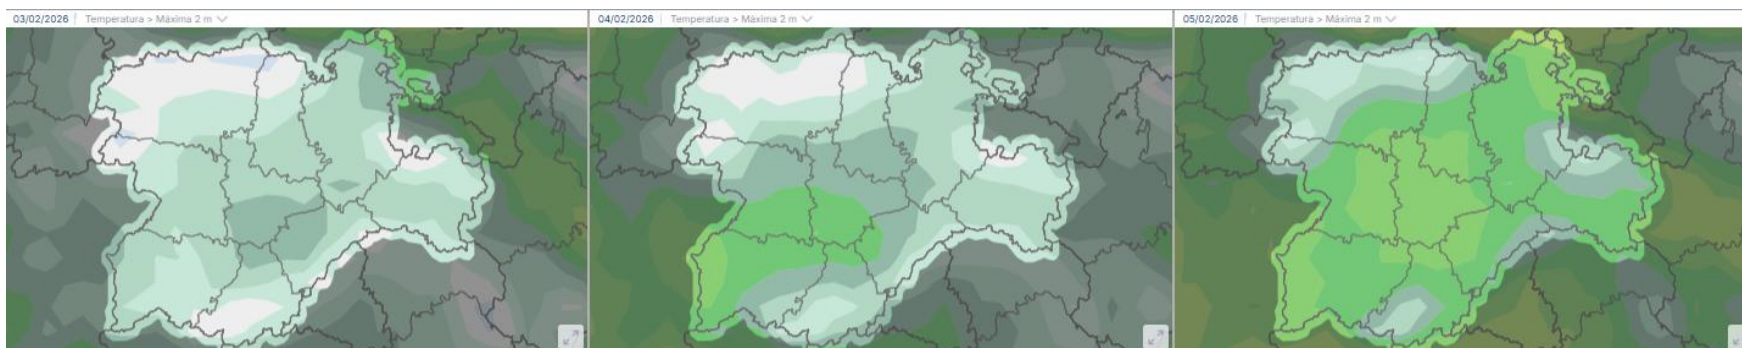 03/02/2026 Temperatura > Máxima 2 m
04/02/2026 Temperatura > Máxima 2 m
05/02/2026 Temperatura > Máxima 2 m